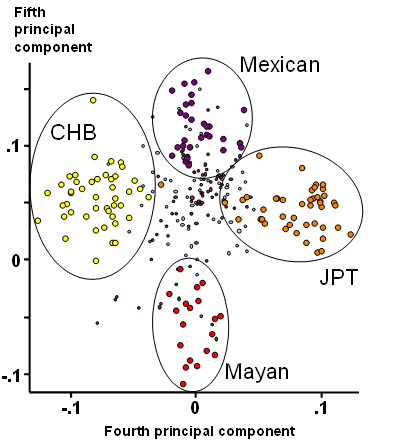 Fifth
principal
component
Mexican
CHB
.1
0
JPT
Mayan
-.1
-.1
0
.1
Fourth principal component